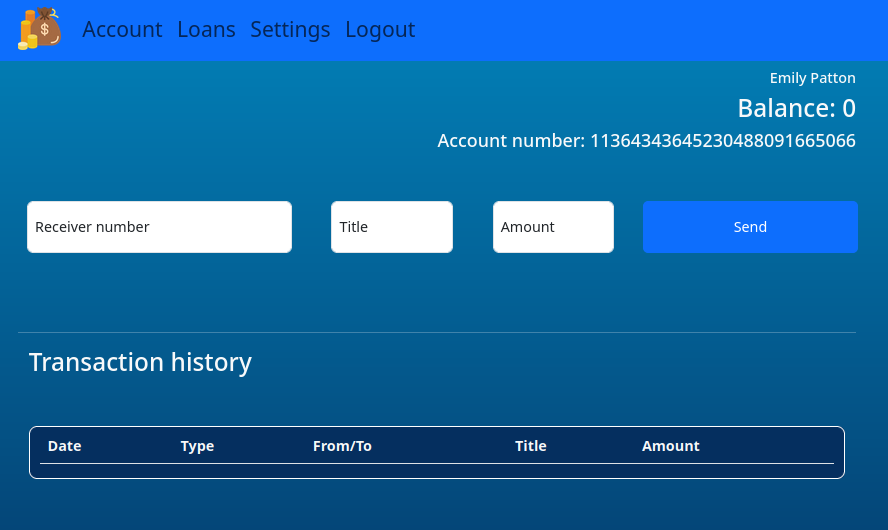 Account Loans Settings Logout
Emily Patton
Balance: 0
Account number: 11364343645230488091665066
Receiver number Title Amount Send
Transaction history
Date Type From/To Title Amount